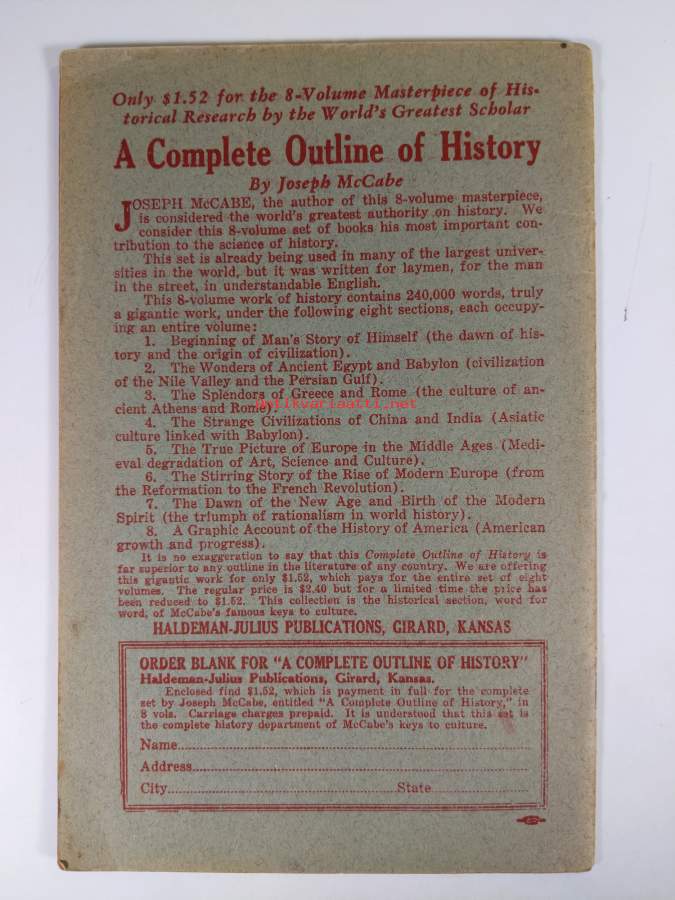 Only $1.52 for the 8-Volume Masterpiece of His-
torical Research by the World's Greatest Scholar
A Complete Outline of History
By Joseph McCabe
JOSEPH McCABE, the author of this 8-volume masterpiece,
is considered the world's greatest authority on history. We
consider this 8-volume set of books his most important con-
tribution to the science of history.
This set is already being used in many of the largest univer-
sities in the world, but it was written for laymen, for the man
in the street, in understandable English.
This 8-volume work of history contains 240,000 words, truly
a gigantic work, under the following eight sections, each occupy-
ing an entire volume:
1. Beginning of Man's Story of Himself (the dawn of his-
tory and the origin of civilization).
2. The Wonders of Ancient Egypt and Babylon (civilization
of the Nile Valley and the Persian Gulf).
3. The Splendors of Greece and Rome (the culture of an-
cient Athens and Rome).
antikvariaatti.net
4. The Strange Civilizations of China and India (Asiatic
culture linked with Babylon).
5. The True Picture of Europe in the Middle Ages (Medi-
eval degradation of Art, Science and Culture).
6. The Stirring Story of the Rise of Modern Europe (from
the Reformation to the French Revolution).
7. The Dawn of the New Age and Birth of the Modern
Spirit (the triumph of rationalism in world history).
8. A Graphic Account of the History of America (American
growth and progress).
It is no exaggeration to say that this Complete Outline of History is
far superior to any outline in the literature of any country. We are offering
this gigantic work for only $1.52, which pays for the entire set of eight
volumes. The regular price is $2.40 but for a limited time the price has
been reduced to $1.52. This collection is the historical section, word for
word, of McCabe's famous keys to culture.
HALDEMAN-JULIUS PUBLICATIONS, GIRARD, KANSAS
ORDER BLANK FOR "A COMPLETE OUTLINE OF HISTORY"
Haldeman-Julius Publications, Girard, Kansas.
Enclosed find $1.52, which is payment in full for the complete
set by Joseph McCabe, entitled "A Complete Outline of History," in
8 vols. Carriage charges prepaid. It is understood that this set is
the complete history department of McCabe's keys to culture.
Name
Address
City State